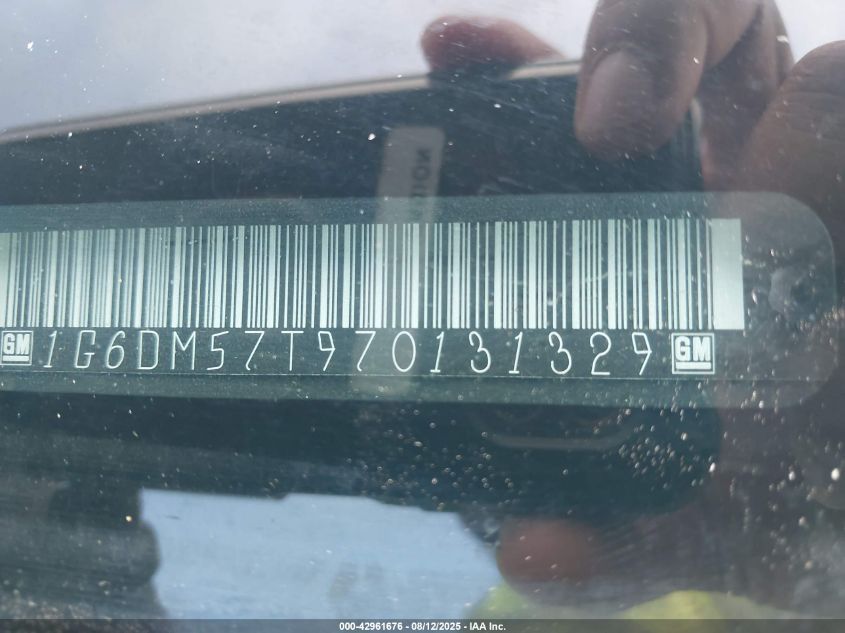 GM 1G6DM57T970131329 GM
000-42961676 - 08/12/2025 - IAA Inc.